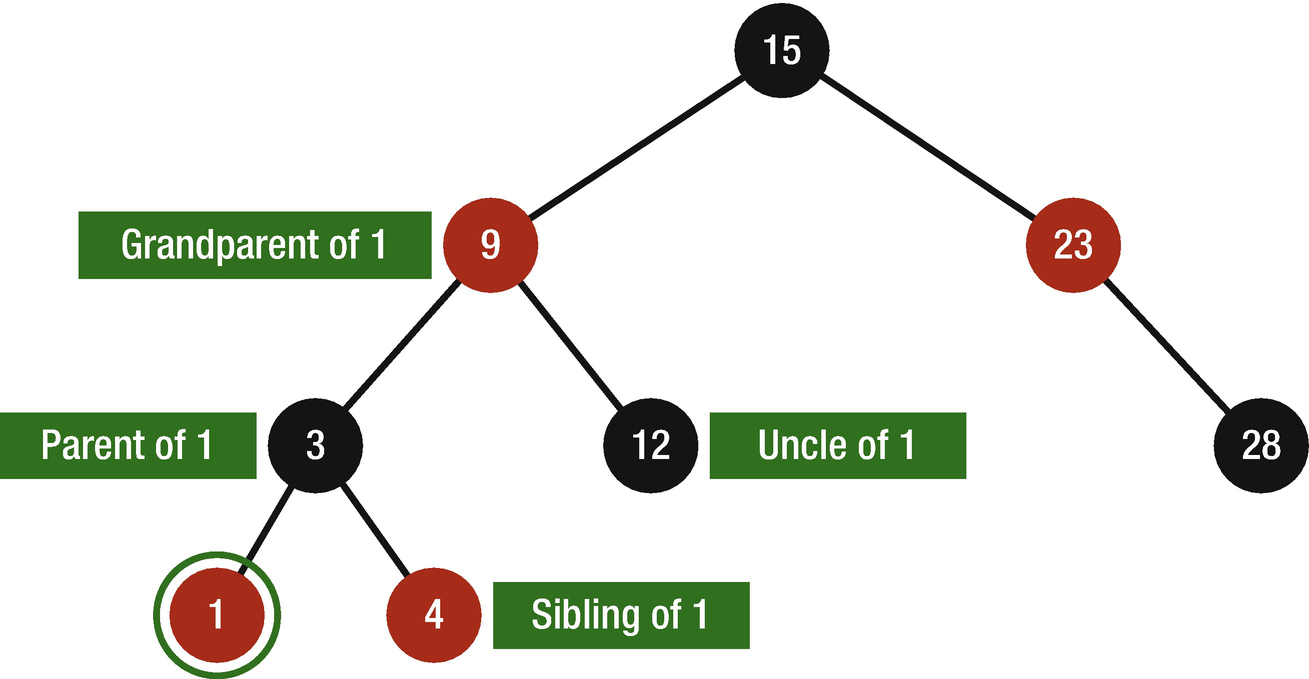 15
Grandparent of 1
9
23
Parent of 1
3
12
Uncle of 1
28
1
4
Sibling of 1